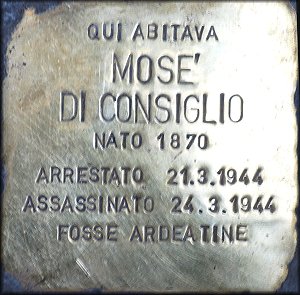 QUI ABITAVA
MOSE'
DI CONSIGLIO
NATO 1870
ARRESTATO 21.3.1944
ASSASSINATO 24.3.1944
FOSSE ARDEATINE